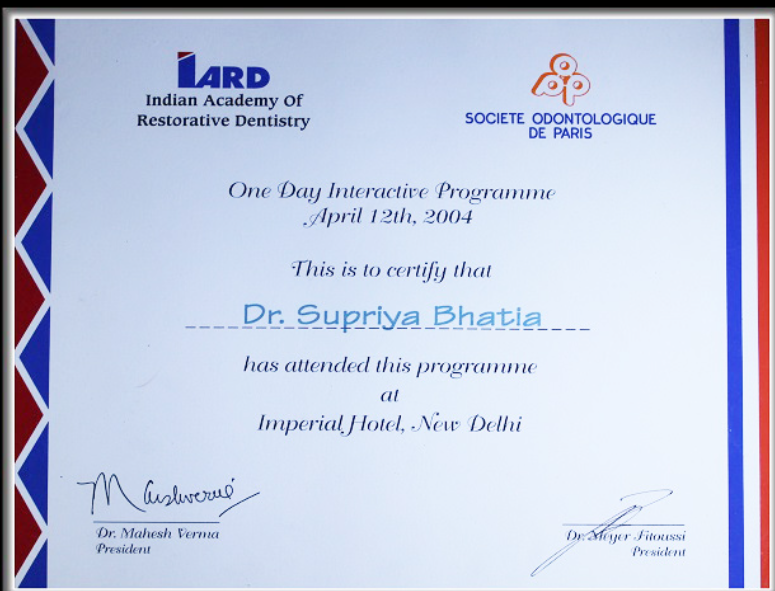 IARD
Indian Academy Of
Restorative Dentistry
SOCIETE ODONTOLOGIQUE
DE PARIS
One Day Interactive Programme
April 12th, 2004
This is to certify that
Dr. Supriya Bhatia
has attended this programme
at
Imperial Hotel, New Delhi
Dr. Mahesh Verma
President
Dr. Meyer Fitoussi
President